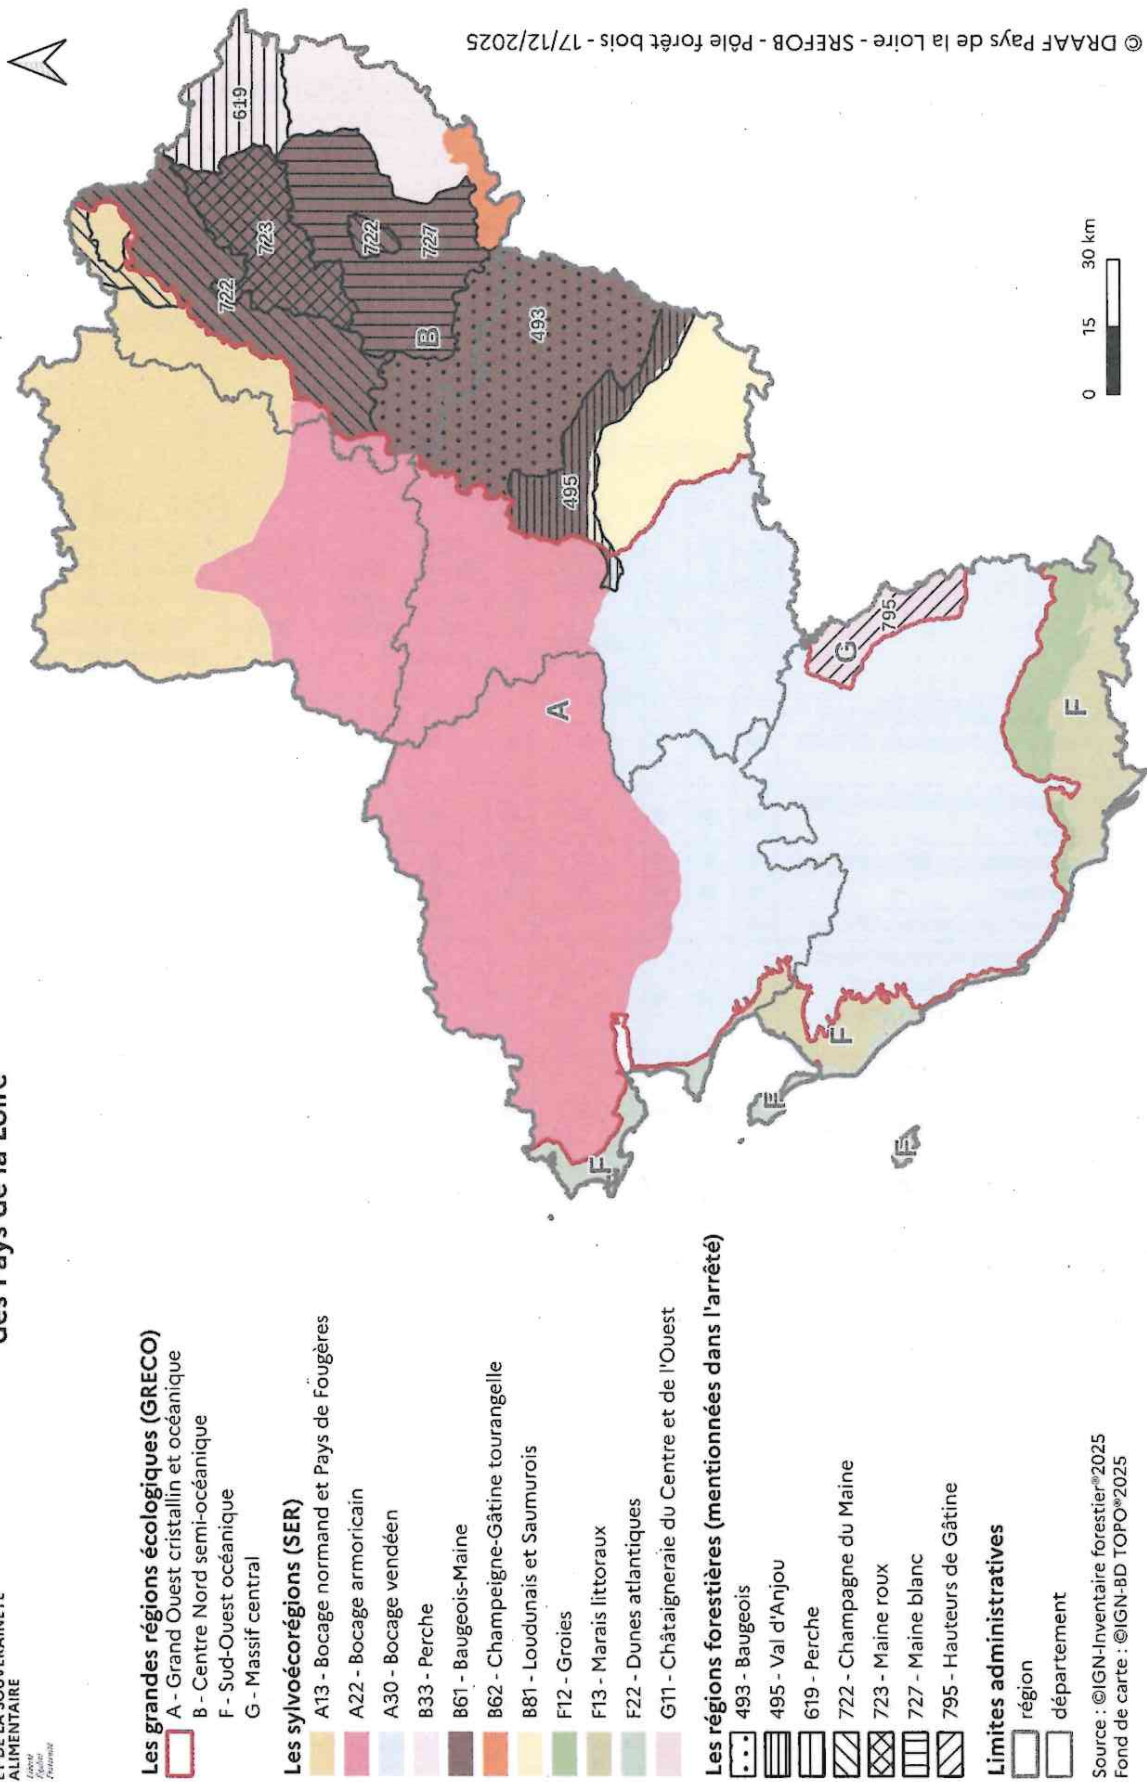 ET DE LA SOUVERAINETÉ
ALIMENTAIRE
Liberté
Égalité
Fraternité
des Pays de la Loire
Les grandes régions écologiques (GRECO)
A - Grand Ouest cristallin et océanique
B - Centre Nord semi-océanique
F - Sud-Ouest océanique
G - Massif central
Les sylvoécorégions (SER)
A13 - Bocage normand et Pays de Fougères
A22 - Bocage armoricain
A30 - Bocage vendéen
B33 - Perche
B61 - Baugeois-Maine
B62 - Champeigne-Gâtine tourangelle
B81 - Loudunais et Saumurois
F12 - Groies
F13 - Marais littoraux
F22 - Dunes atlantiques
G11 - Châtaigneraie du Centre et de l'Ouest
Les régions forestières (mentionnées dans l'arrêté)
493 - Baugeois
495 - Val d'Anjou
619 - Perche
722 - Champagne du Maine
723 - Maine roux
727 - Maine blanc
795 - Hauteurs de Gâtine
Limites administratives
région
département
Source : ©IGN-Inventaire forestier®2025
Fond de carte : ©IGN-BD TOPO®2025
619
722
723
722
727
B
493
495
A
G
795
F
F
F
F
F
0 15 30 km
© DRAAF Pays de la Loire - SREFOB - Pôle forêt bois - 17/12/2025